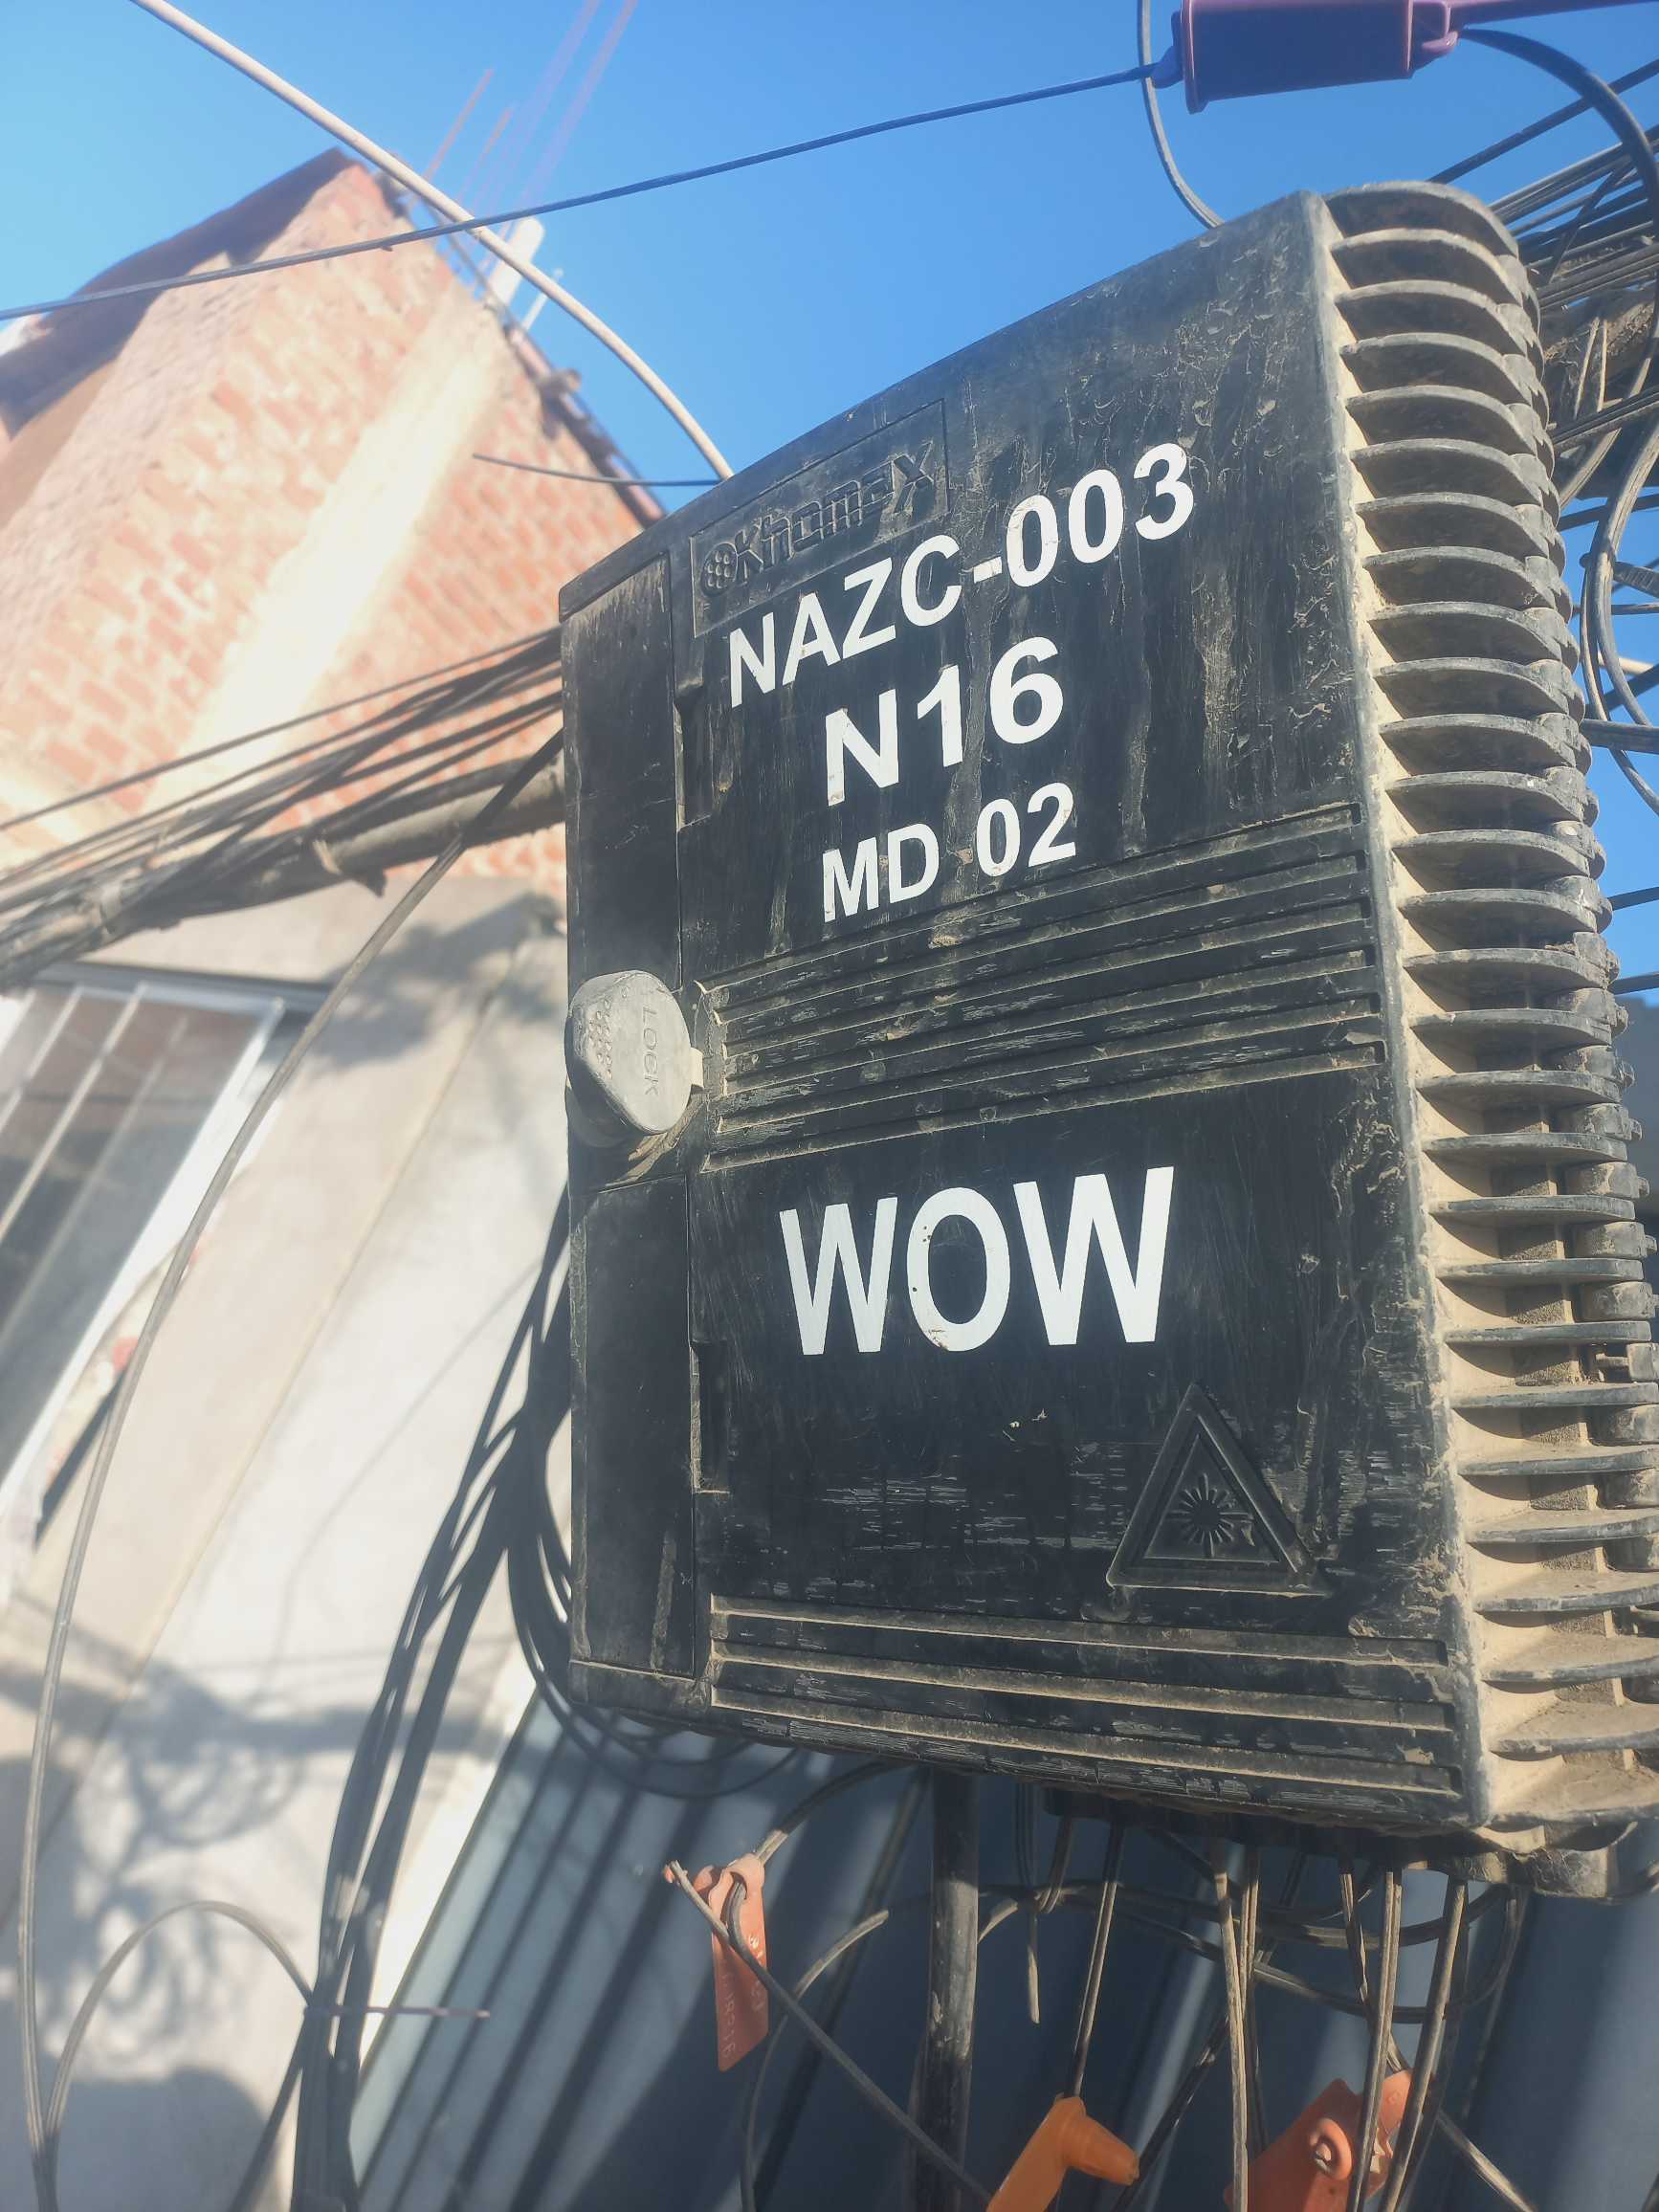 Khomax
NAZC-003
N16
MD 02
LOCK
WOW